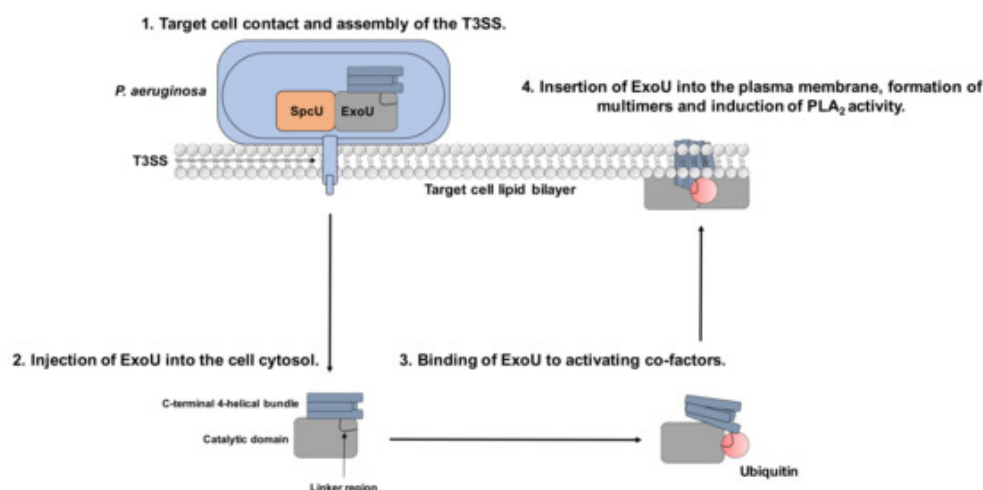 1. Target cell contact and assembly of the T3SS.
P. aeruginosa
SpcU
ExoU
4. Insertion of ExoU into the plasma membrane, formation of
multimers and induction of PLA₂ activity.
T3SS
Target cell lipid bilayer
2. Injection of ExoU into the cell cytosol.
3. Binding of ExoU to activating co-factors.
C-terminal 4-helical bundle
Catalytic domain
Linker region
Ubiquitin